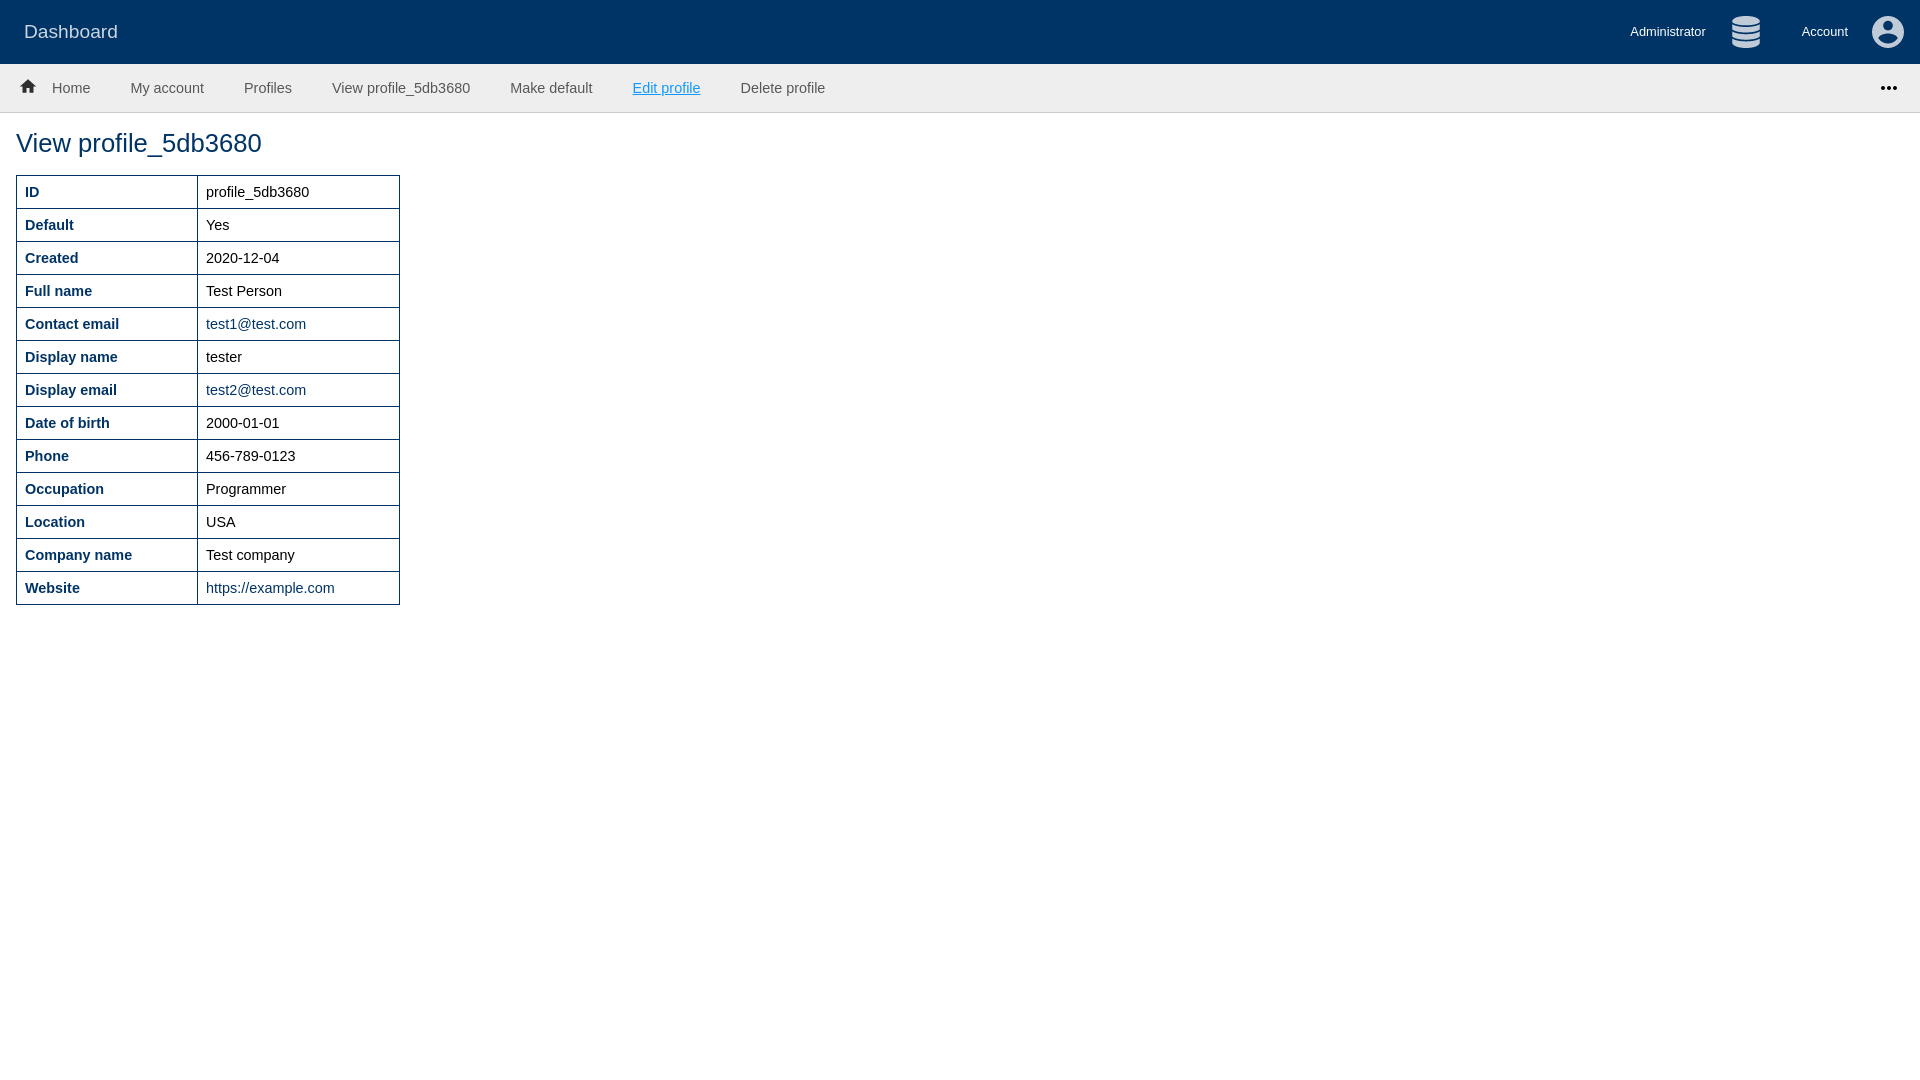 Dashboard
Administrator
Account
Home
My account
Profiles
View profile_5db3680
Make default
Edit profile
Delete profile
View profile_5db3680
ID profile_5db3680
Default Yes
Created 2020-12-04
Full name Test Person
Contact email test1@test.com
Display name tester
Display email test2@test.com
Date of birth 2000-01-01
Phone 456-789-0123
Occupation Programmer
Location USA
Company name Test company
Website https://example.com